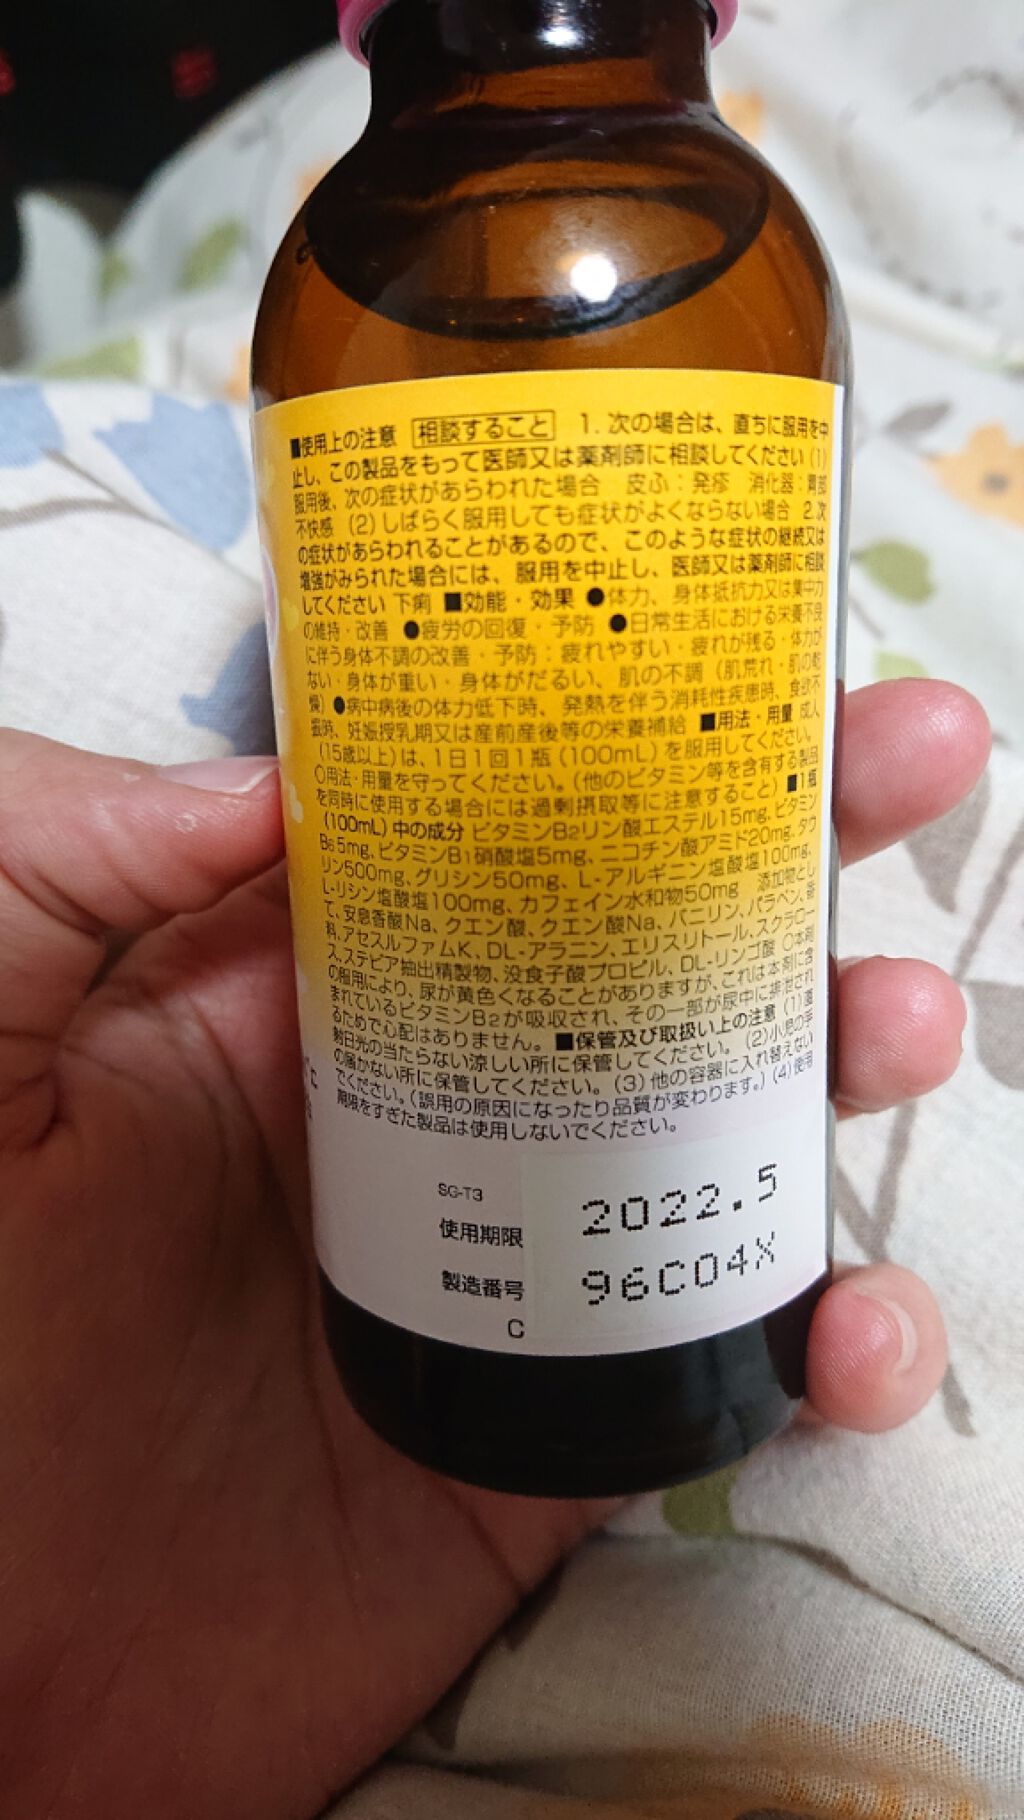 ■使用上の注意 相談すること 1. 次の場合は、直ちに服用を中
止し、この製品をもって医師又は薬剤師に相談してください (1)
服用後、次の症状があらわれた場合 皮ふ：発疹 消化器：胃部
不快感 (2) しばらく服用しても症状がよくならない場合 2.次
の症状があらわれることがあるので、このような症状の継続又は
増強がみられた場合には、服用を中止し、医師又は薬剤師に相談
してください 下痢 ■効能・効果 ●体力、身体抵抗力又は集中力
の維持・改善 ●疲労の回復・予防 ●日常生活における栄養不良
に伴う身体不調の改善・予防：疲れやすい・疲れが残る・体力が
ない・身体が重い・身体がだるい、肌の不調 (肌荒れ・肌の乾
燥) ●病中病後の体力低下時、発熱を伴う消耗性疾患時、食欲不
振時、妊娠授乳期又は産前産後等の栄養補給 ■用法・用量 成人
(15歳以上) は、1日1回1瓶 (100mL) を服用してください。
○用法・用量を守ってください。(他のビタミン等を含有する製品
を同時に使用する場合には過剰摂取等に注意すること) ■1瓶
(100mL) 中の成分 ビタミンB2リン酸エステル15mg、ビタミン
B6 5mg、ビタミンB1硝酸塩5mg、ニコチン酸アミド20mg、タウ
リン500mg、グリシン50mg、L-アルギニン塩酸塩100mg、
L-リシン塩酸塩100mg、カフェイン水和物50mg 添加物とし
て、安息香酸Na、クエン酸、クエン酸Na、バニリン、パラベン、香
料、アセスルファムK、DL-アラニン、エリスリトール、スクラロー
ス、ステビア抽出精製物、没食子酸プロピル、DL-リンゴ酸 ○本剤
の服用により、尿が黄色くなることがありますが、これは本剤に含
まれているビタミンB2が吸収され、その一部が尿中に排泄され
るためで心配はありません。 ■保管及び取扱い上の注意 (1) 直
射日光の当たらない涼しい所に保管してください。 (2)小児の手
の届かない所に保管してください。 (3) 他の容器に入れ替えない
でください。(誤用の原因になったり品質が変わります。) (4)使用
期限をすぎた製品は使用しないでください。
SG-T3
使用期限 2022.5
製造番号 96C04X
C